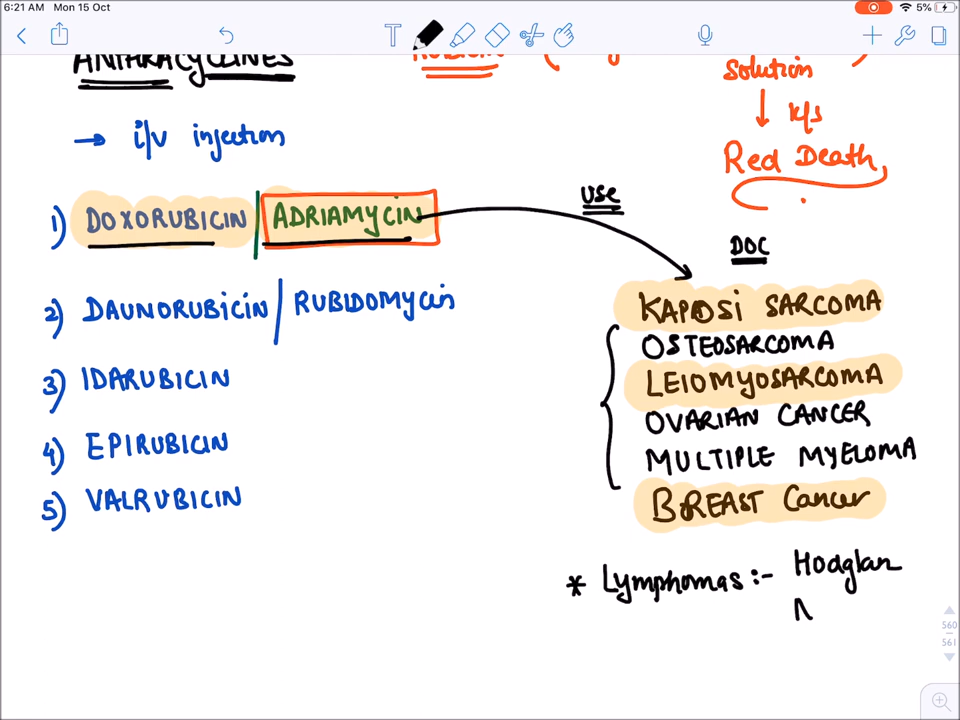 6:21 AM Mon 15 Oct
5%
T
ANTHRACYCLINES
Solution
k/s
Red Death
→ i/v injection
1) DOXORUBICIN / ADRIAMYCIN
USE
DOC
2) DAUNORUBICIN / RUBIDOMYCIN
3) IDARUBICIN
4) EPIRUBICIN
5) VALRUBICIN
KAPOSI SARCOMA
OSTEOSARCOMA
LEIOMYOSARCOMA
OVARIAN CANCER
MULTIPLE MYELOMA
BREAST Cancer
* Lymphomas :- Hodgkan
N
560
561